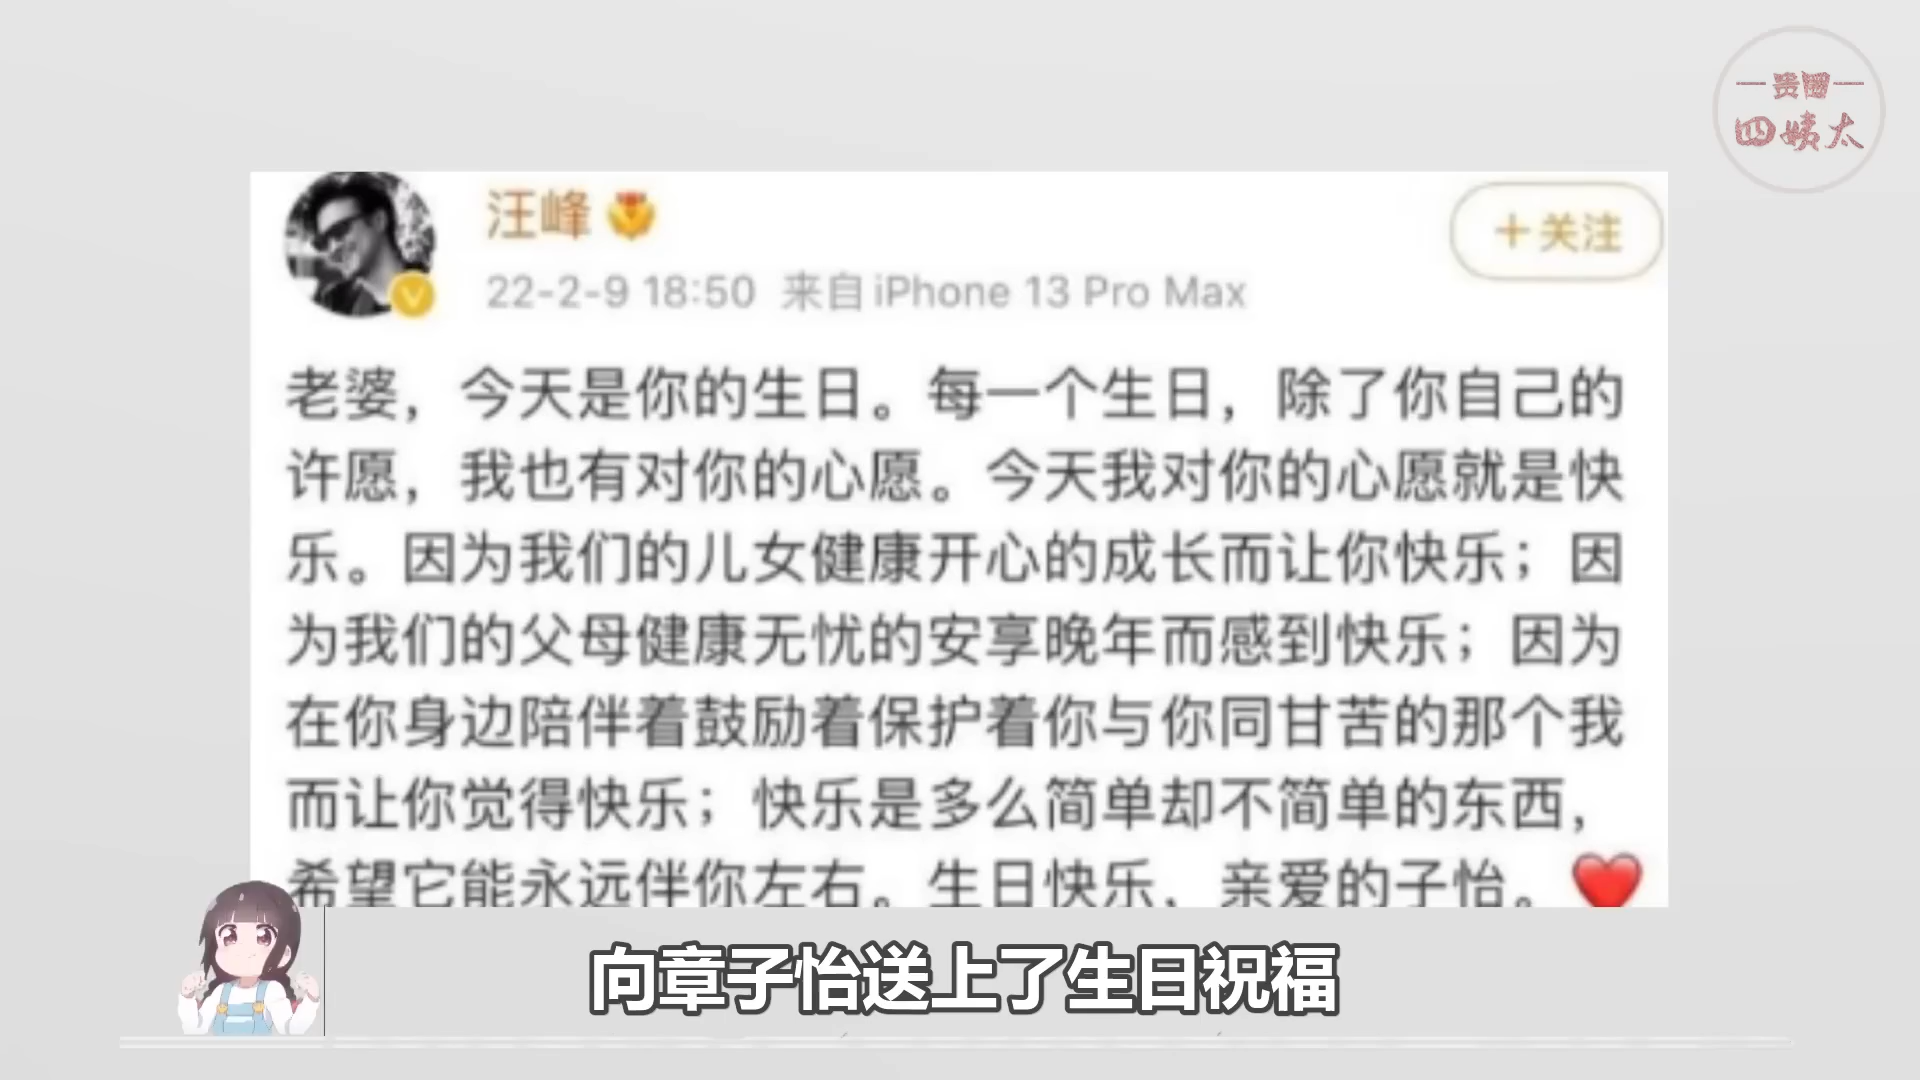 贵圈
四姨太
汪峰
+关注
22-2-9 18:50 来自 iPhone 13 Pro Max
老婆，今天是你的生日。每一个生日，除了你自己的
许愿，我也有对你的心愿。今天我对你的心愿就是快
乐。因为我们的儿女健康开心的成长而让你快乐；因
为我们的父母健康无忧的安享晚年而感到快乐；因为
在你身边陪伴着鼓励着保护着你与你同甘苦的那个我
而让你觉得快乐；快乐是多么简单却不简单的东西，
希望它能永远伴你左右。生日快乐，亲爱的子怡。
向章子怡送上了生日祝福